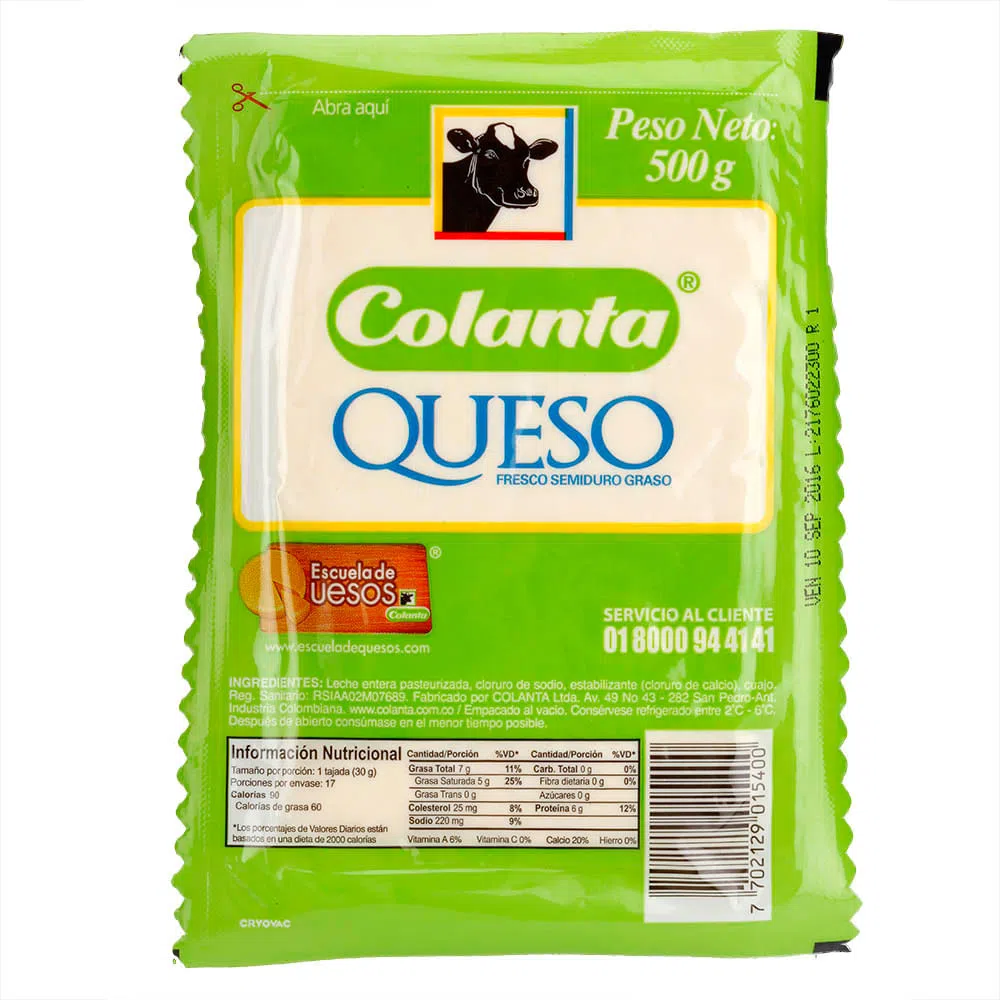 Abra aquí
Peso Neto:
500 g
Colanta®
QUESO
FRESCO SEMIDURO GRASO
VEN 10 SEP 2016 L:2176022300 R 1
Escuela de
uesos
Colanta
®
www.escueladequesos.com
SERVICIO AL CLIENTE
01 8000 94 4141
INGREDIENTES: Leche entera pasteurizada, cloruro de sodio, estabilizante (cloruro de calcio), cuajo.
Reg. Sanitario: RSIAA02M07689. Fabricado por COLANTA Ltda. Av. 49 No 43 - 282 San Pedro-Ant.
Industria Colombiana. www.colanta.com.co / Empacado al vacío. Consérvese refrigerado entre 2°C - 6°C.
Después de abierto consúmase en el menor tiempo posible.
Información Nutricional
Tamaño por porción: 1 tajada (30 g)
Porciones por envase: 17
Calorías 90
Calorías de grasa 60
*Los porcentajes de Valores Diarios están
basados en una dieta de 2000 calorías
Cantidad/Porción %VD* Cantidad/Porción %VD*
Grasa Total 7 g 11% Carb. Total 0 g 0%
Grasa Saturada 5 g 25% Fibra dietaria 0 g 0%
Grasa Trans 0 g Azúcares 0 g
Colesterol 25 mg 8% Proteína 6 g 12%
Sodio 220 mg 9%
Vitamina A 6% Vitamina C 0% Calcio 20% Hierro 0%
7 702129 015400
CRYOVAC